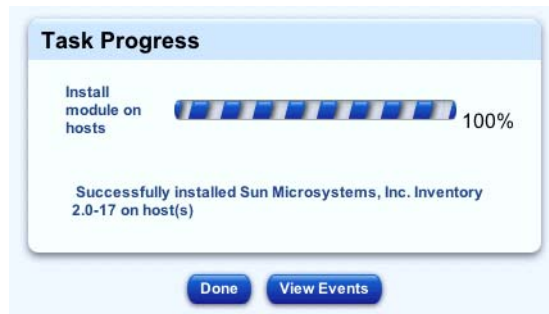 Task Progress
Install
module on
hosts
100%
Successfully installed Sun Microsystems, Inc. Inventory
2.0-17 on host(s)
Done
View Events